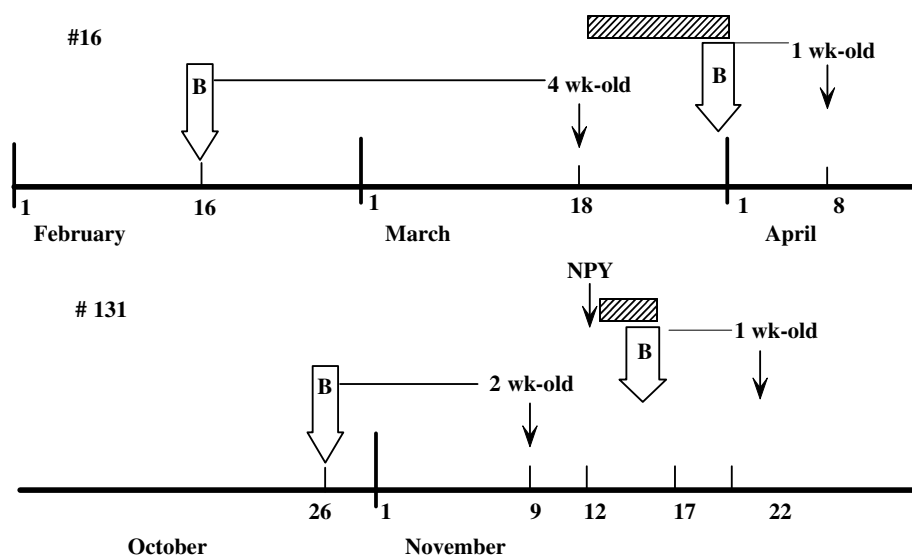 #16
B
4 wk-old
B
1 wk-old
1 16 1 18 1 8
February March April
NPY
# 131
B
2 wk-old
B
1 wk-old
26 1 9 12 17 22
October November